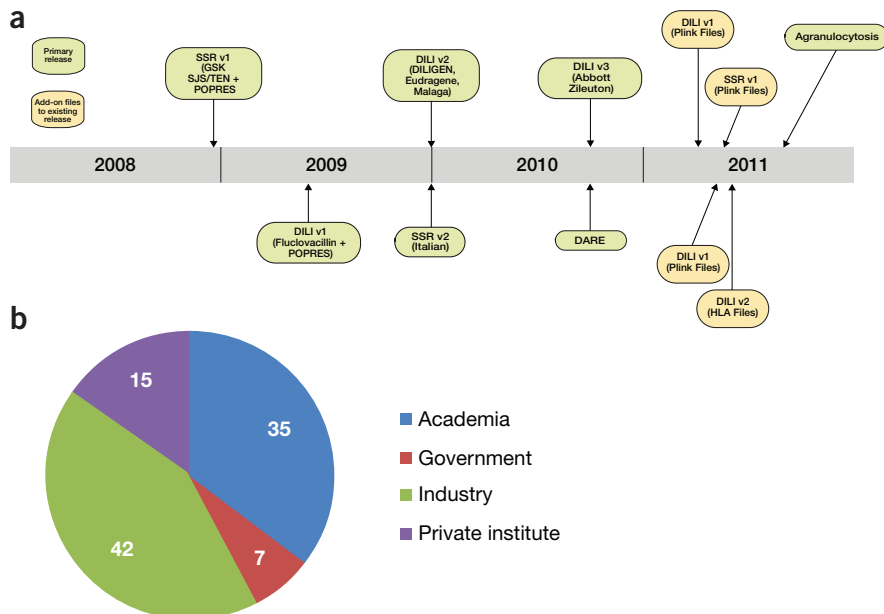 a
Primary
release
Add-on files
to existing
release
SSR v1
(GSK
SJS/TEN +
POPRES
DILI v2
(DILIGEN,
Eudragene,
Malaga)
DILI v3
(Abbott
Zileuton)
DILI v1
(Plink Files)
SSR v1
(Plink Files)
Agranulocytosis
2008
2009
2010
2011
DILI v1
(Fluclovacillin +
POPRES)
SSR v2
(Italian)
DARE
DILI v1
(Plink Files)
DILI v2
(HLA Files)
b
15
35
42
7
Academia
Government
Industry
Private institute